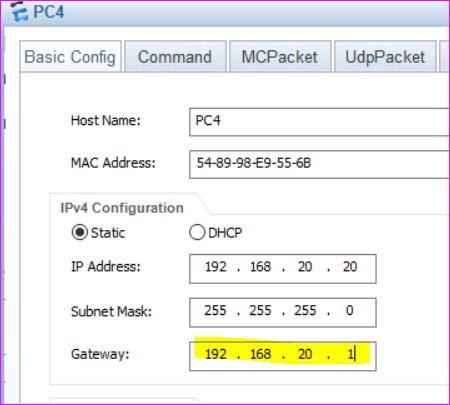 PC4
Basic Config Command MCPacket UdpPacket
Host Name: PC4
MAC Address: 54-89-98-E9-55-6B
IPv4 Configuration
Static DHCP
IP Address: 192 . 168 . 20 . 20
Subnet Mask: 255 . 255 . 255 . 0
Gateway: 192 . 168 . 20 . 1